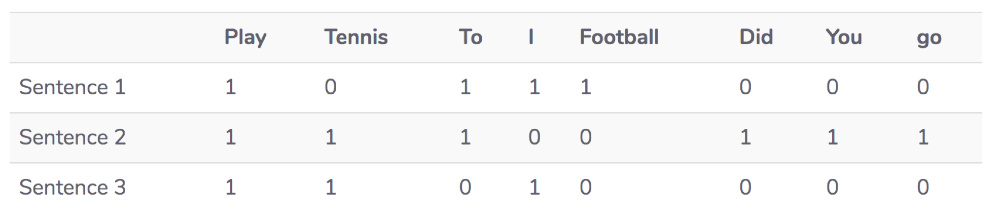 Play Tennis To I Football Did You go
Sentence 1 1 0 1 1 1 0 0 0
Sentence 2 1 1 1 0 0 1 1 1
Sentence 3 1 1 0 1 0 0 0 0